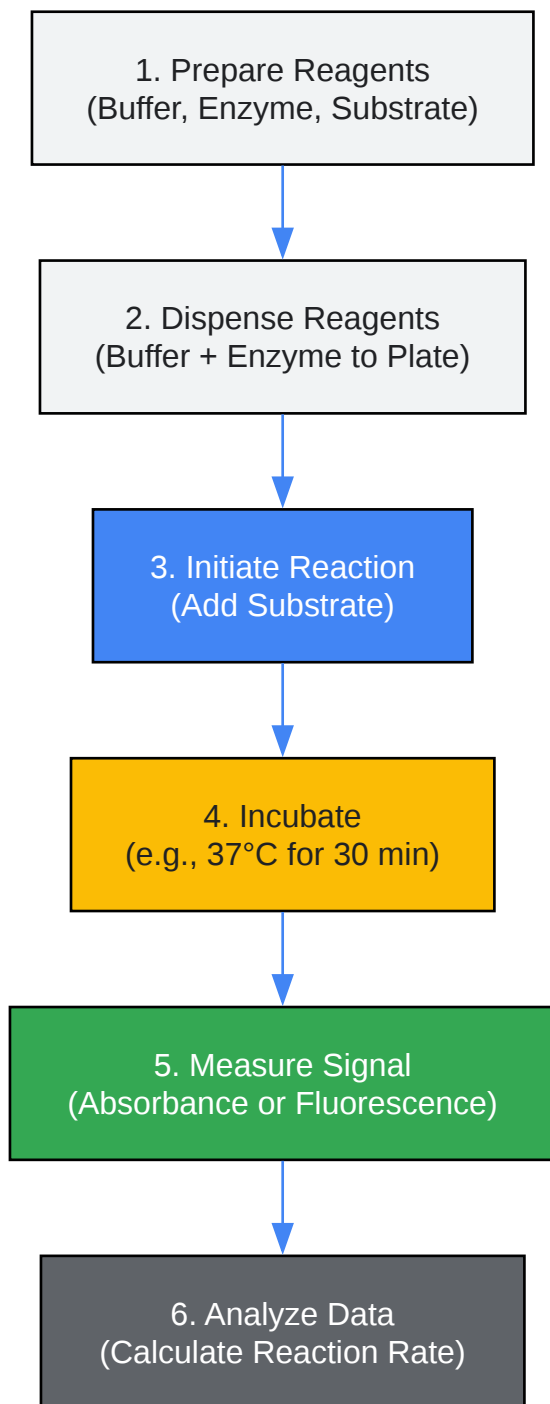 1. Prepare Reagents
(Buffer, Enzyme, Substrate)
2. Dispense Reagents
(Buffer + Enzyme to Plate)
3. Initiate Reaction
(Add Substrate)
4. Incubate
(e.g., 37°C for 30 min)
5. Measure Signal
(Absorbance or Fluorescence)
6. Analyze Data
(Calculate Reaction Rate)